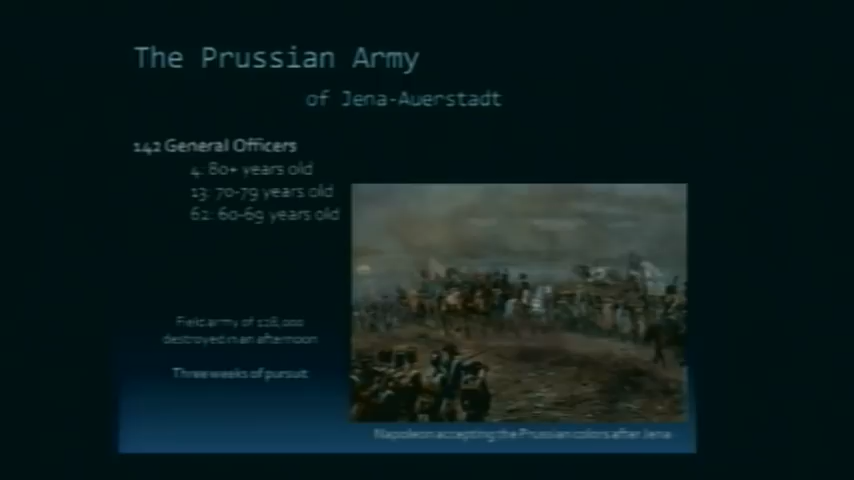 The Prussian Army
of Jena-Auerstadt
142 General Officers
4: 80+ years old
13: 70-79 years old
62: 60-69 years old
Field army of 128,000
destroyed in an afternoon
Three weeks of pursuit
Napoleon accepting the Prussian colors after Jena